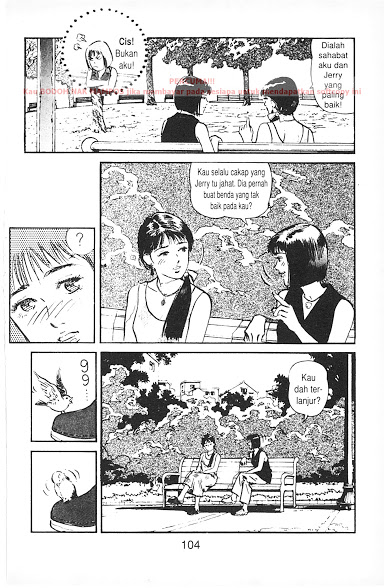 Cis!
Bukan
aku!
Dialah
sahabat
aku dan
Jerry
yang
paling
baik!
Kau selalu cakap yang
Jerry tu jahat. Dia pernah
buat benda yang tak
baik pada kau?
?
Kau
dah ter-
lanjur?
104